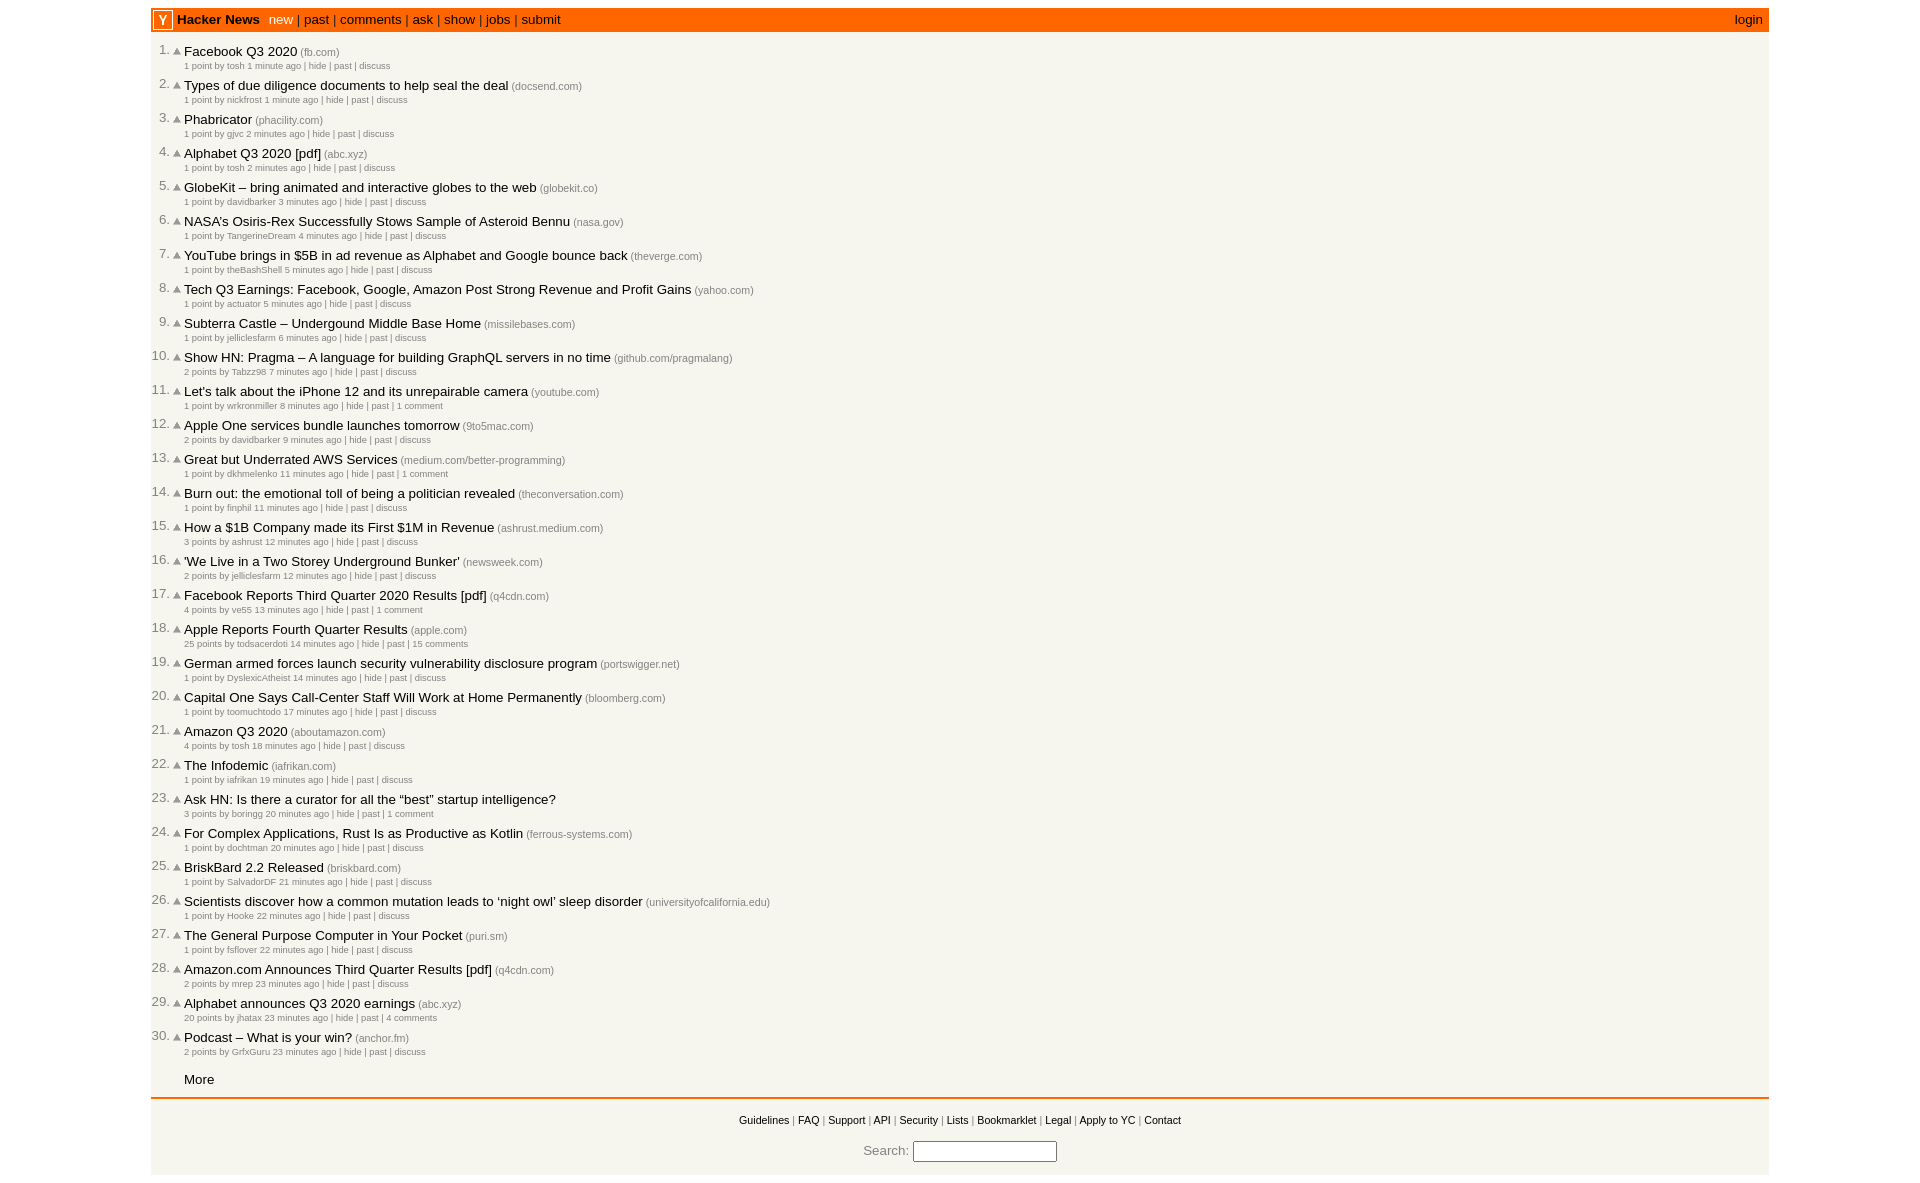 Y Hacker News new | past | comments | ask | show | jobs | submit login
1. Facebook Q3 2020 (fb.com)
1 point by tosh 1 minute ago | hide | past | discuss
2. Types of due diligence documents to help seal the deal (docsend.com)
1 point by nickfrost 1 minute ago | hide | past | discuss
3. Phabricator (phacility.com)
1 point by gjvc 2 minutes ago | hide | past | discuss
4. Alphabet Q3 2020 [pdf] (abc.xyz)
1 point by tosh 2 minutes ago | hide | past | discuss
5. GlobeKit – bring animated and interactive globes to the web (globekit.co)
1 point by davidbarker 3 minutes ago | hide | past | discuss
6. NASA’s Osiris-Rex Successfully Stows Sample of Asteroid Bennu (nasa.gov)
1 point by TangerineDream 4 minutes ago | hide | past | discuss
7. YouTube brings in $5B in ad revenue as Alphabet and Google bounce back (theverge.com)
1 point by theBashShell 5 minutes ago | hide | past | discuss
8. Tech Q3 Earnings: Facebook, Google, Amazon Post Strong Revenue and Profit Gains (yahoo.com)
1 point by actuator 5 minutes ago | hide | past | discuss
9. Subterra Castle – Undergound Middle Base Home (missilebases.com)
1 point by jelliclesfarm 6 minutes ago | hide | past | discuss
10. Show HN: Pragma – A language for building GraphQL servers in no time (github.com/pragmalang)
2 points by Tabzz98 7 minutes ago | hide | past | discuss
11. Let's talk about the iPhone 12 and its unrepairable camera (youtube.com)
1 point by wrkronmiller 8 minutes ago | hide | past | 1 comment
12. Apple One services bundle launches tomorrow (9to5mac.com)
2 points by davidbarker 9 minutes ago | hide | past | discuss
13. Great but Underrated AWS Services (medium.com/better-programming)
1 point by dkhmelenko 11 minutes ago | hide | past | 1 comment
14. Burn out: the emotional toll of being a politician revealed (theconversation.com)
1 point by finphil 11 minutes ago | hide | past | discuss
15. How a $1B Company made its First $1M in Revenue (ashrust.medium.com)
3 points by ashrust 12 minutes ago | hide | past | discuss
16. 'We Live in a Two Storey Underground Bunker' (newsweek.com)
2 points by jelliclesfarm 12 minutes ago | hide | past | discuss
17. Facebook Reports Third Quarter 2020 Results [pdf] (q4cdn.com)
4 points by ve55 13 minutes ago | hide | past | 1 comment
18. Apple Reports Fourth Quarter Results (apple.com)
25 points by todsacerdoti 14 minutes ago | hide | past | 15 comments
19. German armed forces launch security vulnerability disclosure program (portswigger.net)
1 point by DyslexicAtheist 14 minutes ago | hide | past | discuss
20. Capital One Says Call-Center Staff Will Work at Home Permanently (bloomberg.com)
1 point by toomuchtodo 17 minutes ago | hide | past | discuss
21. Amazon Q3 2020 (aboutamazon.com)
4 points by tosh 18 minutes ago | hide | past | discuss
22. The Infodemic (iafrikan.com)
1 point by iafrikan 19 minutes ago | hide | past | discuss
23. Ask HN: Is there a curator for all the “best” startup intelligence?
3 points by boringg 20 minutes ago | hide | past | 1 comment
24. For Complex Applications, Rust Is as Productive as Kotlin (ferrous-systems.com)
1 point by dochtman 20 minutes ago | hide | past | discuss
25. BriskBard 2.2 Released (briskbard.com)
1 point by SalvadorDF 21 minutes ago | hide | past | discuss
26. Scientists discover how a common mutation leads to ‘night owl’ sleep disorder (universityofcalifornia.edu)
1 point by Hooke 22 minutes ago | hide | past | discuss
27. The General Purpose Computer in Your Pocket (puri.sm)
1 point by fsflover 22 minutes ago | hide | past | discuss
28. Amazon.com Announces Third Quarter Results [pdf] (q4cdn.com)
2 points by mrep 23 minutes ago | hide | past | discuss
29. Alphabet announces Q3 2020 earnings (abc.xyz)
20 points by jhatax 23 minutes ago | hide | past | 4 comments
30. Podcast – What is your win? (anchor.fm)
2 points by GrfxGuru 23 minutes ago | hide | past | discuss
More
Guidelines | FAQ | Support | API | Security | Lists | Bookmarklet | Legal | Apply to YC | Contact
Search: